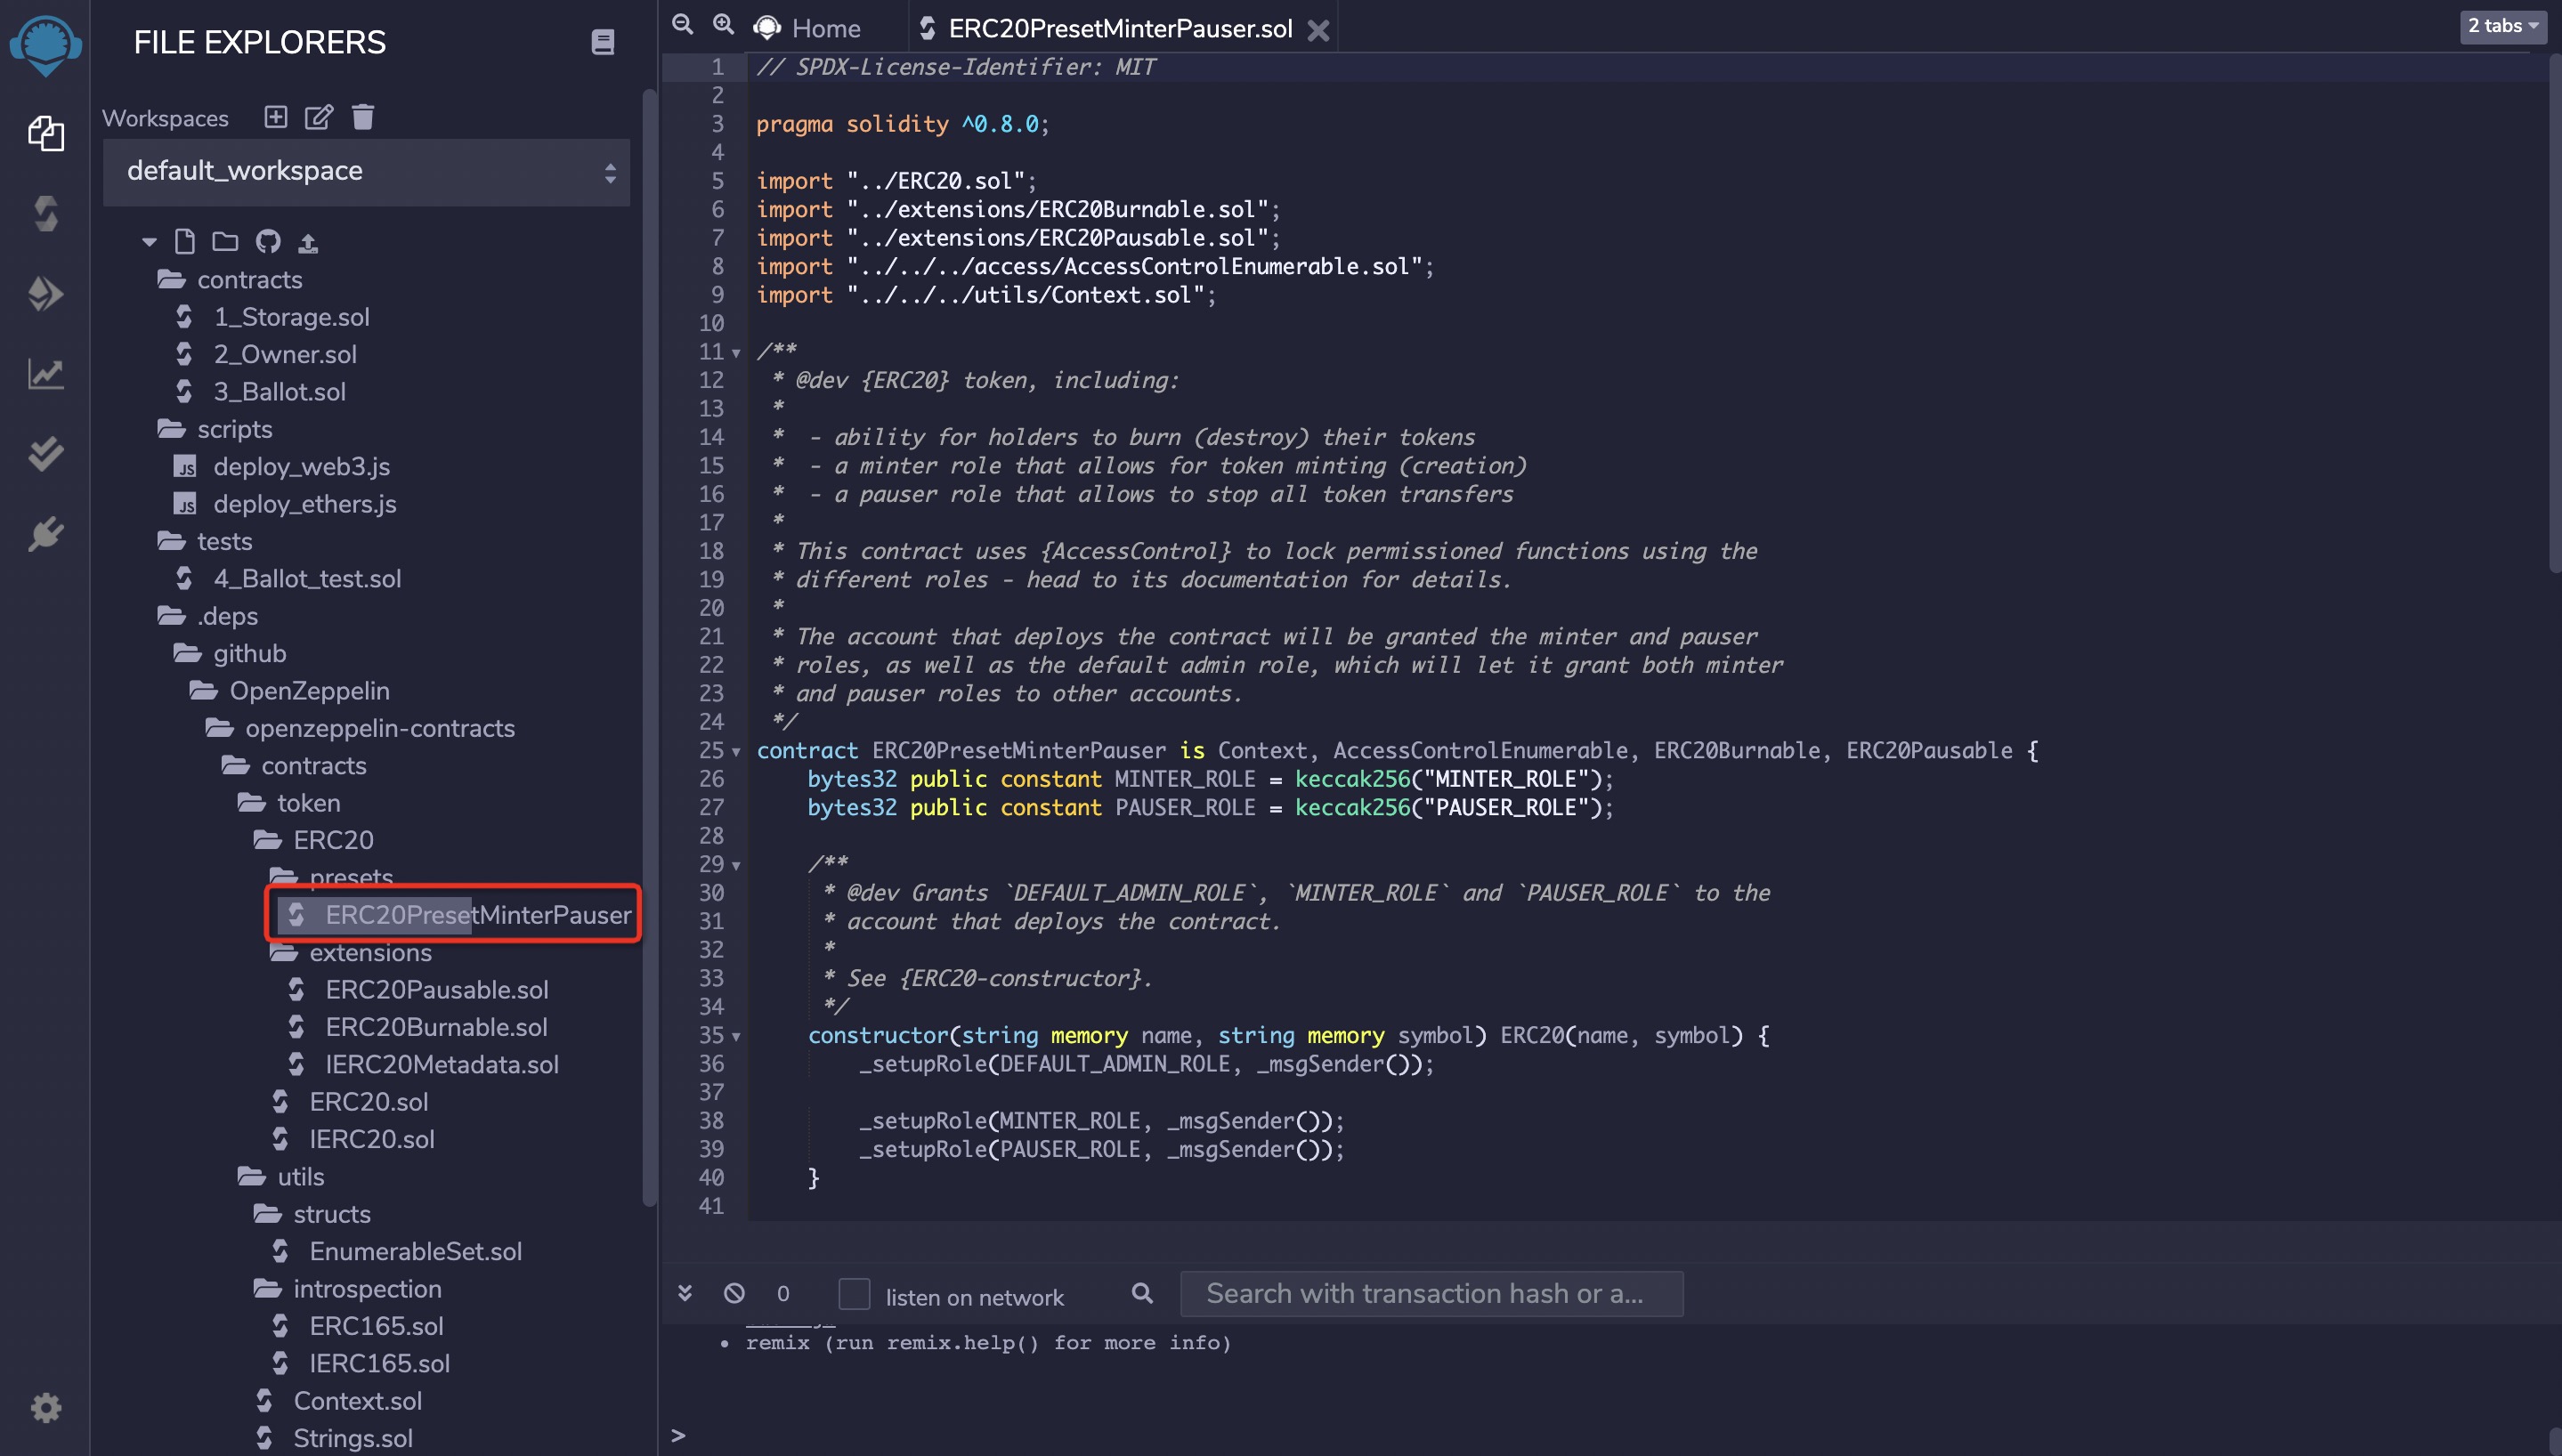 FILE EXPLORERS
Workspaces
default_workspace
contracts
1_Storage.sol
2_Owner.sol
3_Ballot.sol
scripts
JS deploy_web3.js
JS deploy_ethers.js
tests
4_Ballot_test.sol
.deps
github
OpenZeppelin
openzeppelin-contracts
contracts
token
ERC20
presets
ERC20PresetMinterPauser
extensions
ERC20Pausable.sol
ERC20Burnable.sol
IERC20Metadata.sol
ERC20.sol
IERC20.sol
utils
structs
EnumerableSet.sol
introspection
ERC165.sol
IERC165.sol
Context.sol
Strings.sol
Home
ERC20PresetMinterPauser.sol
2 tabs
1 // SPDX-License-Identifier: MIT
2
3 pragma solidity ^0.8.0;
4
5 import "../ERC20.sol";
6 import "../extensions/ERC20Burnable.sol";
7 import "../extensions/ERC20Pausable.sol";
8 import "../../../access/AccessControlEnumerable.sol";
9 import "../../../utils/Context.sol";
10
11 /**
12 * @dev {ERC20} token, including:
13 *
14 * - ability for holders to burn (destroy) their tokens
15 * - a minter role that allows for token minting (creation)
16 * - a pauser role that allows to stop all token transfers
17 *
18 * This contract uses {AccessControl} to lock permissioned functions using the
19 * different roles - head to its documentation for details.
20 *
21 * The account that deploys the contract will be granted the minter and pauser
22 * roles, as well as the default admin role, which will let it grant both minter
23 * and pauser roles to other accounts.
24 */
25 contract ERC20PresetMinterPauser is Context, AccessControlEnumerable, ERC20Burnable, ERC20Pausable {
26 bytes32 public constant MINTER_ROLE = keccak256("MINTER_ROLE");
27 bytes32 public constant PAUSER_ROLE = keccak256("PAUSER_ROLE");
28
29 /**
30 * @dev Grants `DEFAULT_ADMIN_ROLE`, `MINTER_ROLE` and `PAUSER_ROLE` to the
31 * account that deploys the contract.
32 *
33 * See {ERC20-constructor}.
34 */
35 constructor(string memory name, string memory symbol) ERC20(name, symbol) {
36 _setupRole(DEFAULT_ADMIN_ROLE, _msgSender());
37
38 _setupRole(MINTER_ROLE, _msgSender());
39 _setupRole(PAUSER_ROLE, _msgSender());
40 }
41
0
listen on network
Search with transaction hash or a...
• remix (run remix.help() for more info)
>